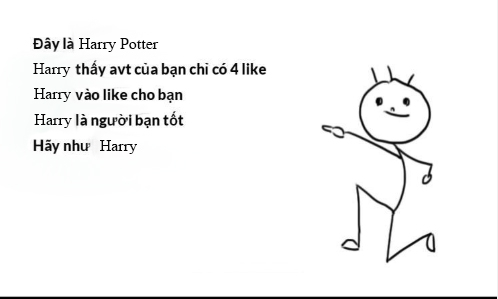 Đây là Harry Potter
Harry thấy avt của bạn chỉ có 4 like
Harry vào like cho bạn
Harry là người bạn tốt
Hãy như Harry